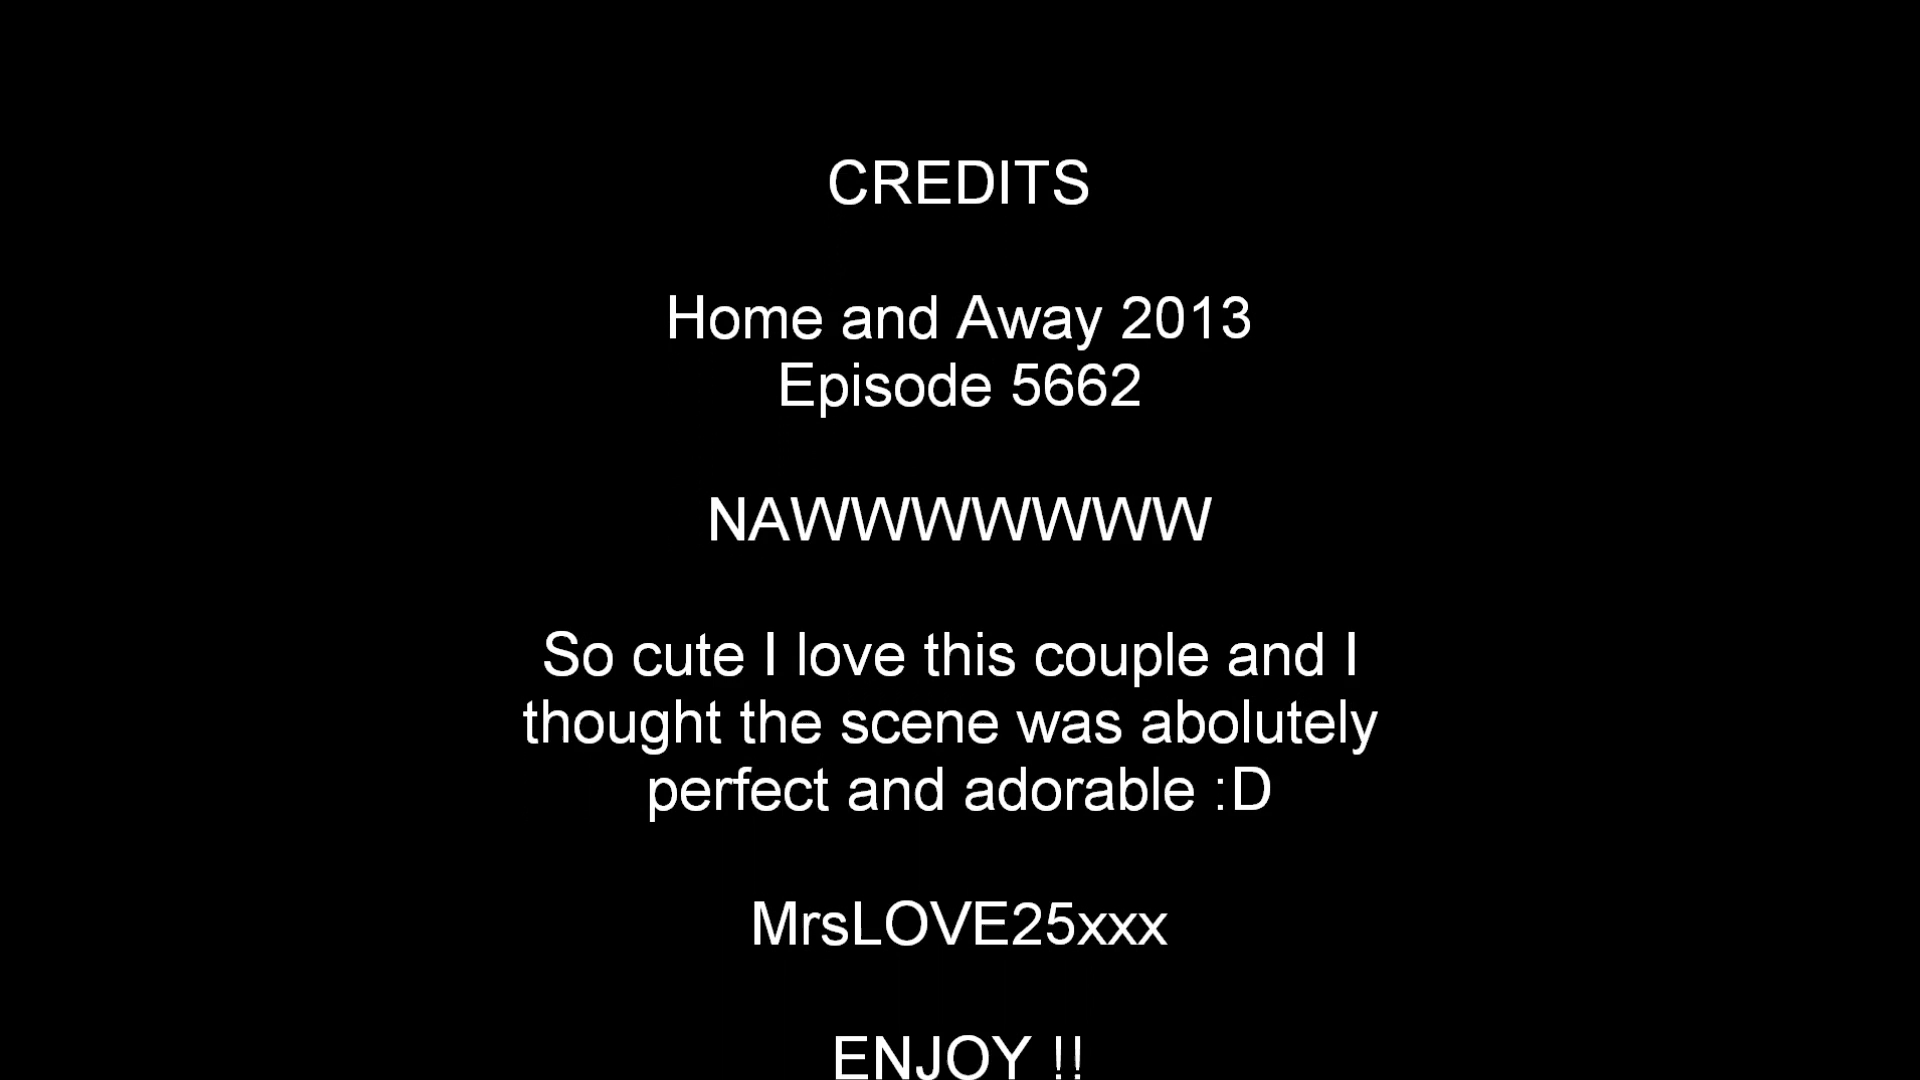 CREDITS
Home and Away 2013
Episode 5662
NAWWWWWWW
So cute I love this couple and I
thought the scene was abolutely
perfect and adorable :D
MrsLOVE25xxx
ENJOY !!